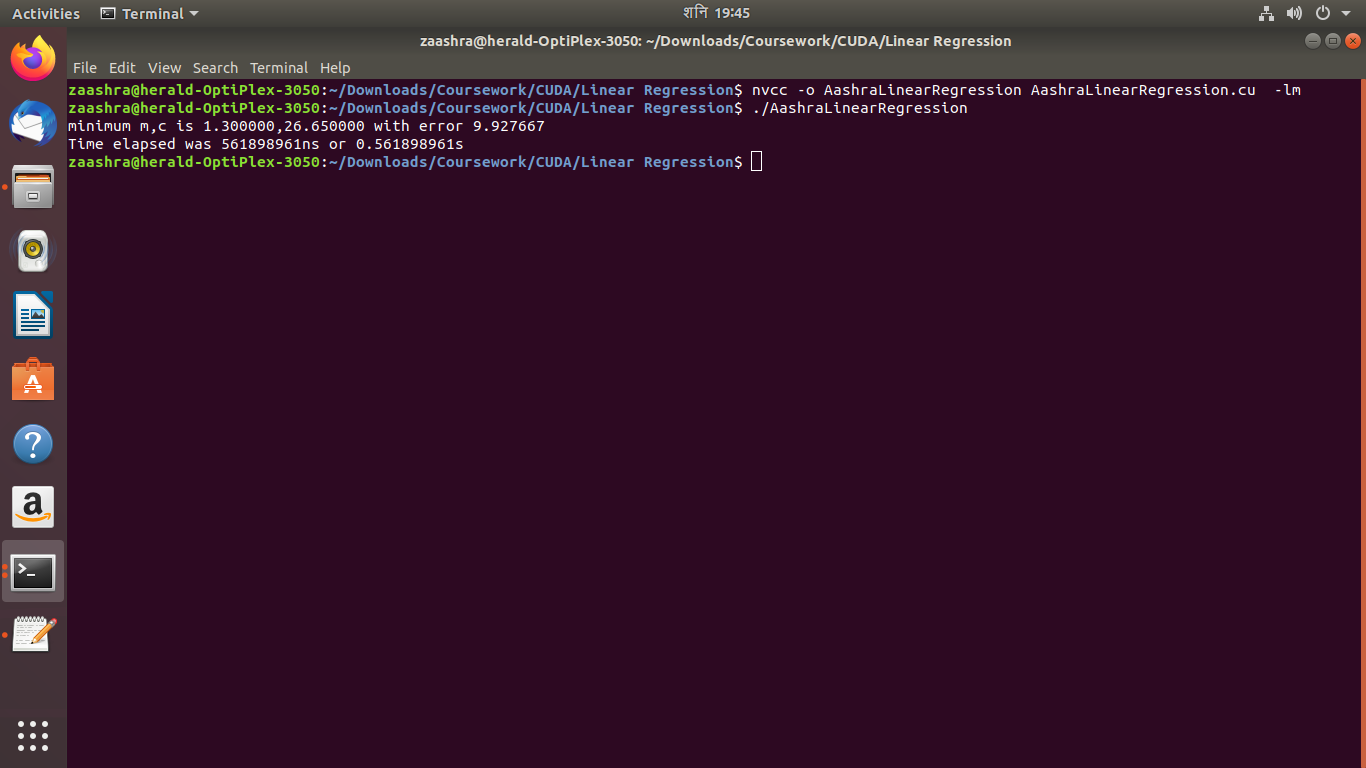 Activities Terminal शनि 19:45
zaashra@herald-OptiPlex-3050: ~/Downloads/Coursework/CUDA/Linear Regression
File Edit View Search Terminal Help
zaashra@herald-OptiPlex-3050:~/Downloads/Coursework/CUDA/Linear Regression$ nvcc -o AashraLinearRegression AashraLinearRegression.cu  -lm
zaashra@herald-OptiPlex-3050:~/Downloads/Coursework/CUDA/Linear Regression$ ./AashraLinearRegression
minimum m,c is 1.300000,26.650000 with error 9.927667
Time elapsed was 561898961ns or 0.561898961s
zaashra@herald-OptiPlex-3050:~/Downloads/Coursework/CUDA/Linear Regression$